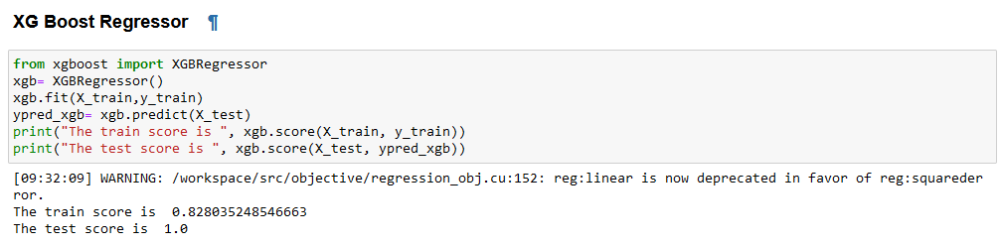 XG Boost Regressor ¶
from xgboost import XGBRegressor
xgb= XGBRegressor()
xgb.fit(X_train,y_train)
ypred_xgb= xgb.predict(X_test)
print("The train score is ", xgb.score(X_train, y_train))
print("The test score is ", xgb.score(X_test, ypred_xgb))
[09:32:09] WARNING: /workspace/src/objective/regression_obj.cu:152: reg:linear is now deprecated in favor of reg:squareder
ror.
The train score is  0.828035248546663
The test score is  1.0